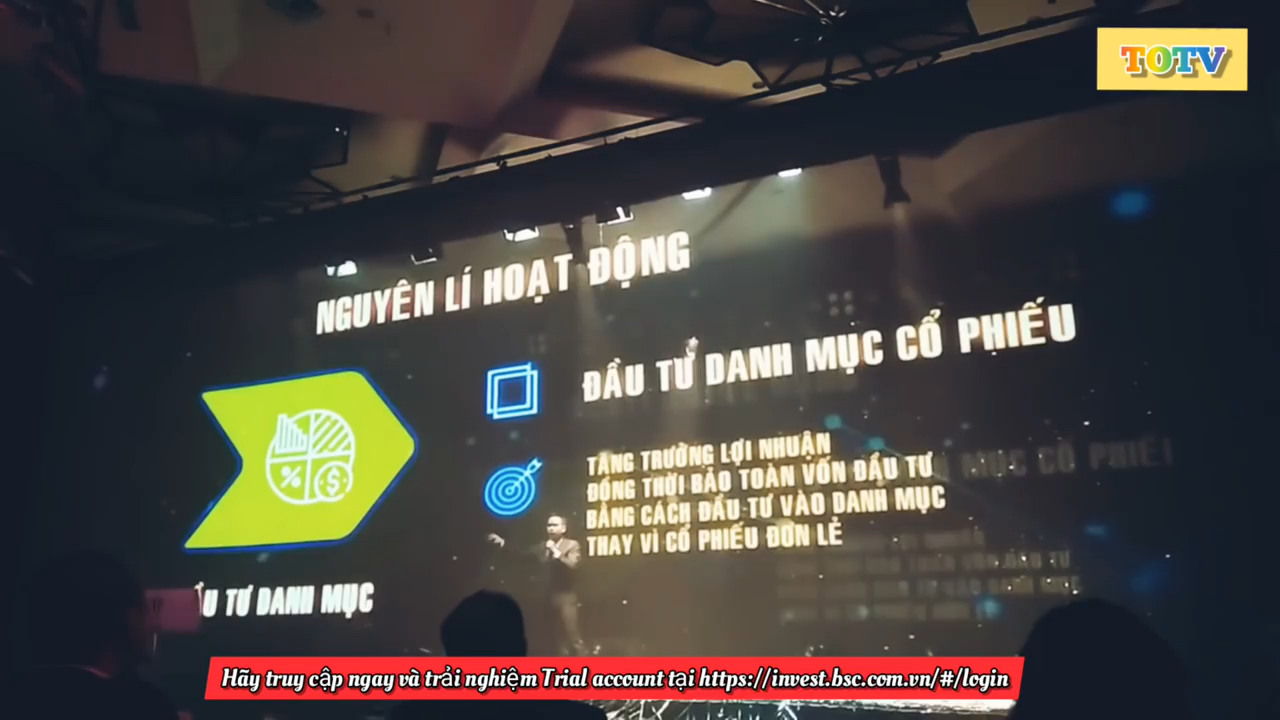 TOTV
NGUYÊN LÍ HOẠT ĐỘNG
ĐẦU TƯ DANH MỤC CỔ PHIẾU
TĂNG TRƯỞNG LỢI NHUẬN
ĐỒNG THỜI BẢO TOÀN VỐN ĐẦU TƯ
BẰNG CÁCH ĐẦU TƯ VÀO DANH MỤC
THAY VÌ CỔ PHIẾU ĐƠN LẺ
% $
TƯ DANH MỤC
Hãy truy cập ngay và trải nghiệm Trial account tại https://invest.bsc.com.vn/#/login